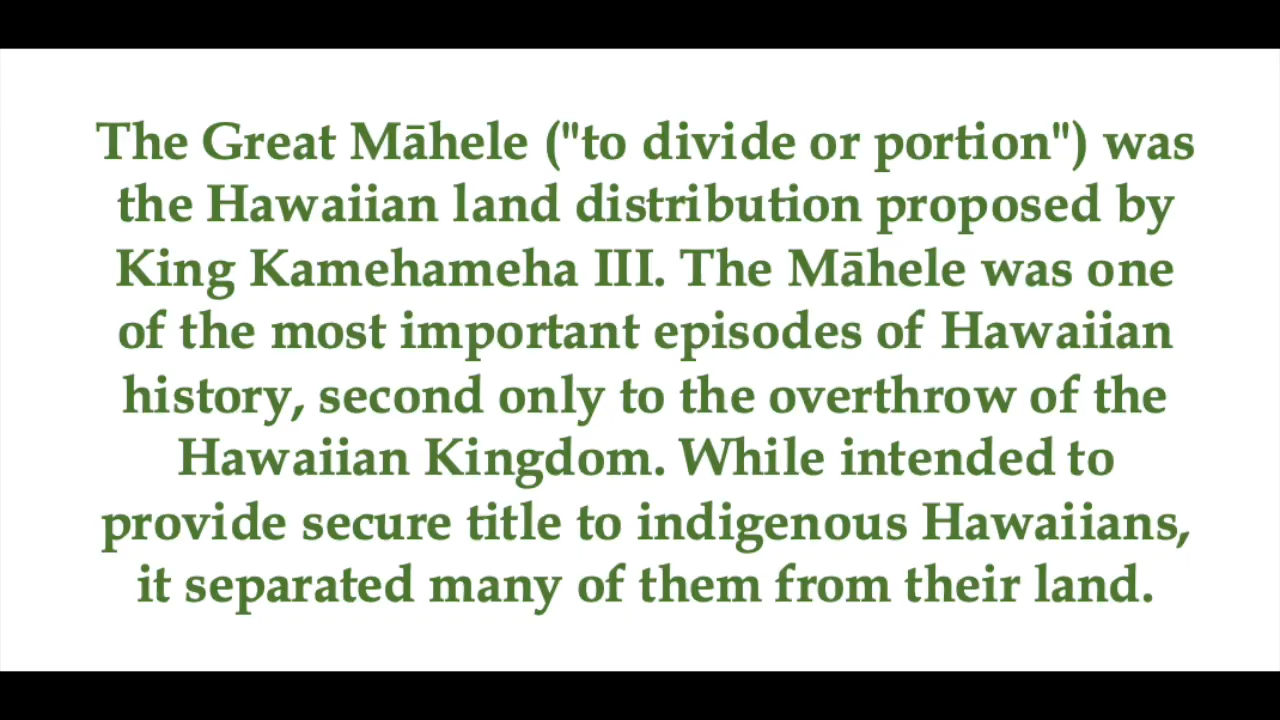 The Great Māhele ("to divide or portion") was
the Hawaiian land distribution proposed by
King Kamehameha III. The Māhele was one
of the most important episodes of Hawaiian
history, second only to the overthrow of the
Hawaiian Kingdom. While intended to
provide secure title to indigenous Hawaiians,
it separated many of them from their land.